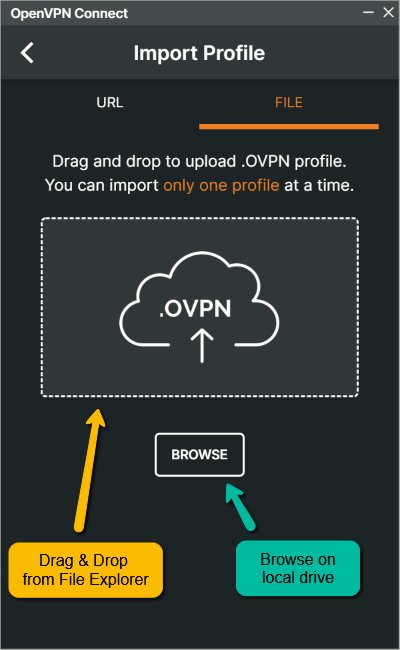 OpenVPN Connect
Import Profile
URL
FILE
Drag and drop to upload .OVPN profile.
You can import only one profile at a time.
.OVPN
BROWSE
Drag & Drop
from File Explorer
Browse on
local drive